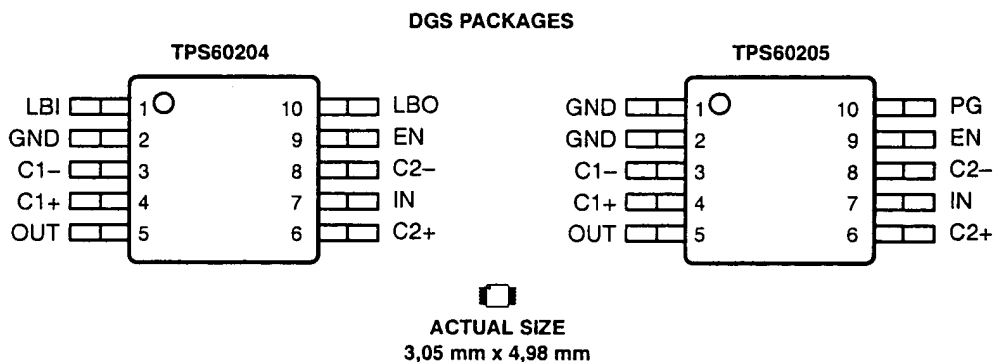 DGS PACKAGES
TPS60204
LBI 1 10 LBO
GND 2 9 EN
C1– 3 8 C2–
C1+ 4 7 IN
OUT 5 6 C2+
TPS60205
GND 1 10 PG
GND 2 9 EN
C1– 3 8 C2–
C1+ 4 7 IN
OUT 5 6 C2+
ACTUAL SIZE
3,05 mm x 4,98 mm